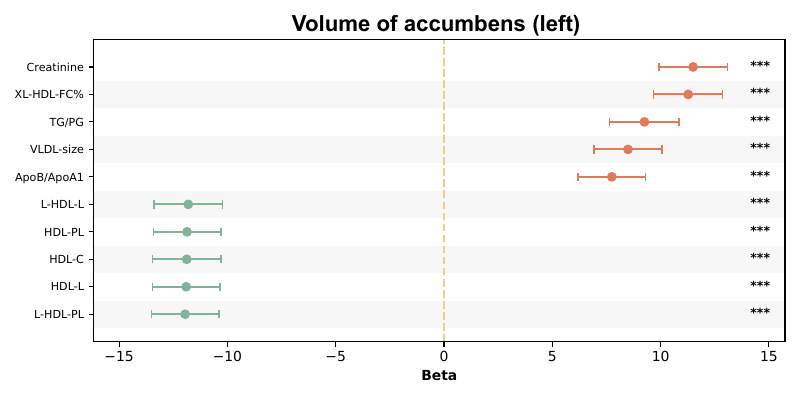 Volume of accumbens (left)
Creatinine ***
XL-HDL-FC% ***
TG/PG ***
VLDL-size ***
ApoB/ApoA1 ***
L-HDL-L ***
HDL-PL ***
HDL-C ***
HDL-L ***
L-HDL-PL ***
−15 −10 −5 0 5 10 15
Beta